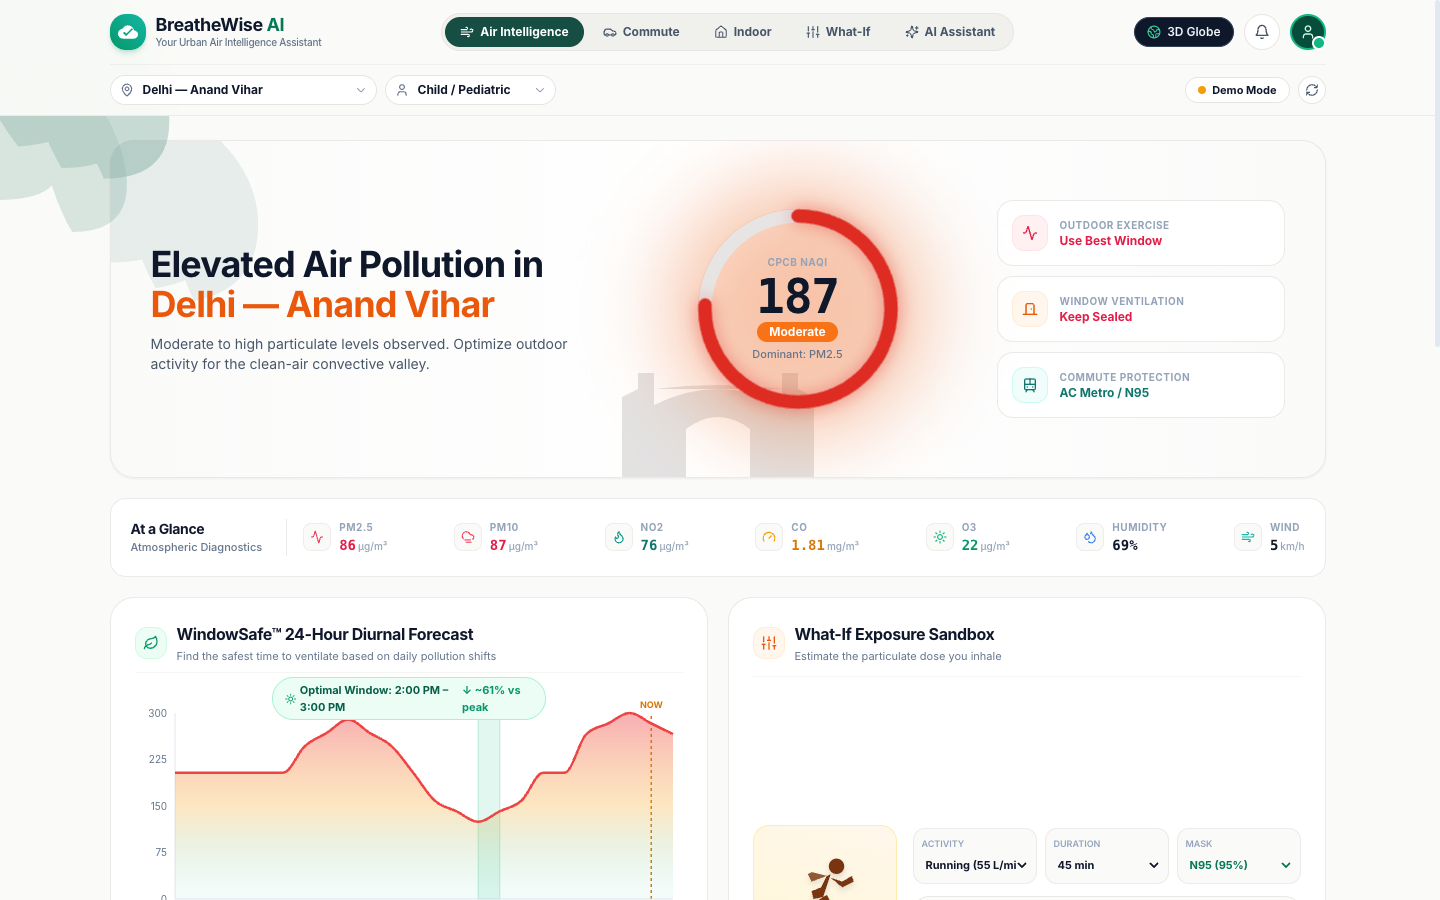 BreatheWise AI
Your Urban Air Intelligence Assistant
Air Intelligence
Commute
Indoor
What-If
AI Assistant
3D Globe
Delhi — Anand Vihar
Child / Pediatric
Demo Mode
Elevated Air Pollution in
Delhi — Anand Vihar
Moderate to high particulate levels observed. Optimize outdoor
activity for the clean-air convective valley.
CPCB NAQI
187
Moderate
Dominant: PM2.5
OUTDOOR EXERCISE
Use Best Window
WINDOW VENTILATION
Keep Sealed
COMMUTE PROTECTION
AC Metro / N95
At a Glance
Atmospheric Diagnostics
PM2.5
86 µg/m³
PM10
87 µg/m³
NO2
76 µg/m³
CO
1.81 mg/m³
O3
22 µg/m³
HUMIDITY
69%
WIND
5 km/h
WindowSafe™ 24-Hour Diurnal Forecast
Find the safest time to ventilate based on daily pollution shifts
Optimal Window: 2:00 PM –
3:00 PM
↓ ~61% vs
peak
NOW
300
225
150
75
0
What-If Exposure Sandbox
Estimate the particulate dose you inhale
ACTIVITY
Running (55 L/mi
DURATION
45 min
MASK
N95 (95%)